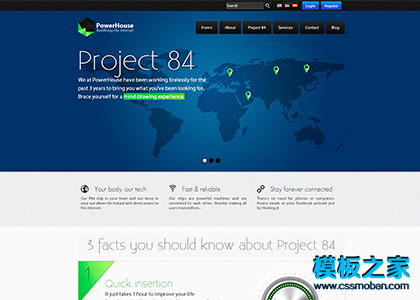 Search
Login
Register
PowerHouse
Redefining the Internet
Home
About
Project 84
Services
Contact
Blog
Project 84
We at PowerHouse have been working tirelessly for the
past 3 years to bring you what you've been looking for.
Brace yourself for a mind-blowing experience.
Your body, our tech
Our PH4 chip in your brain and our lense in
your eye allows for instant and direct access to
the internet.
Fast & reliable
Our chips are powerful machines and are
connected to each other, thereby making all
users transmitters.
Stay forever connected
There's no need for phones or computers.
Access emails or your Facebook account just
by thinking it.
3 facts you should know about Project 84
1
Quick insertion
It just takes 1 hour to improve your life
模板之家
www.cssmoban.com